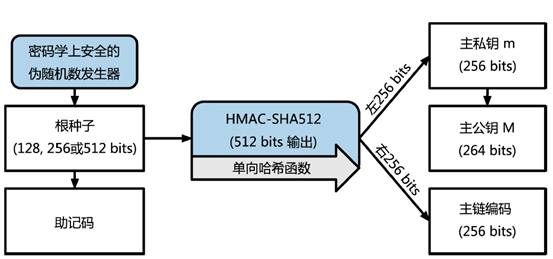 密码学上安全的
伪随机数发生器
根种子
(128, 256或512 bits)
助记码
HMAC-SHA512
(512 bits 输出)
单向哈希函数
左256 bits
右256 bits
主私钥 m
(256 bits)
主公钥 M
(264 bits)
主链编码
(256 bits)